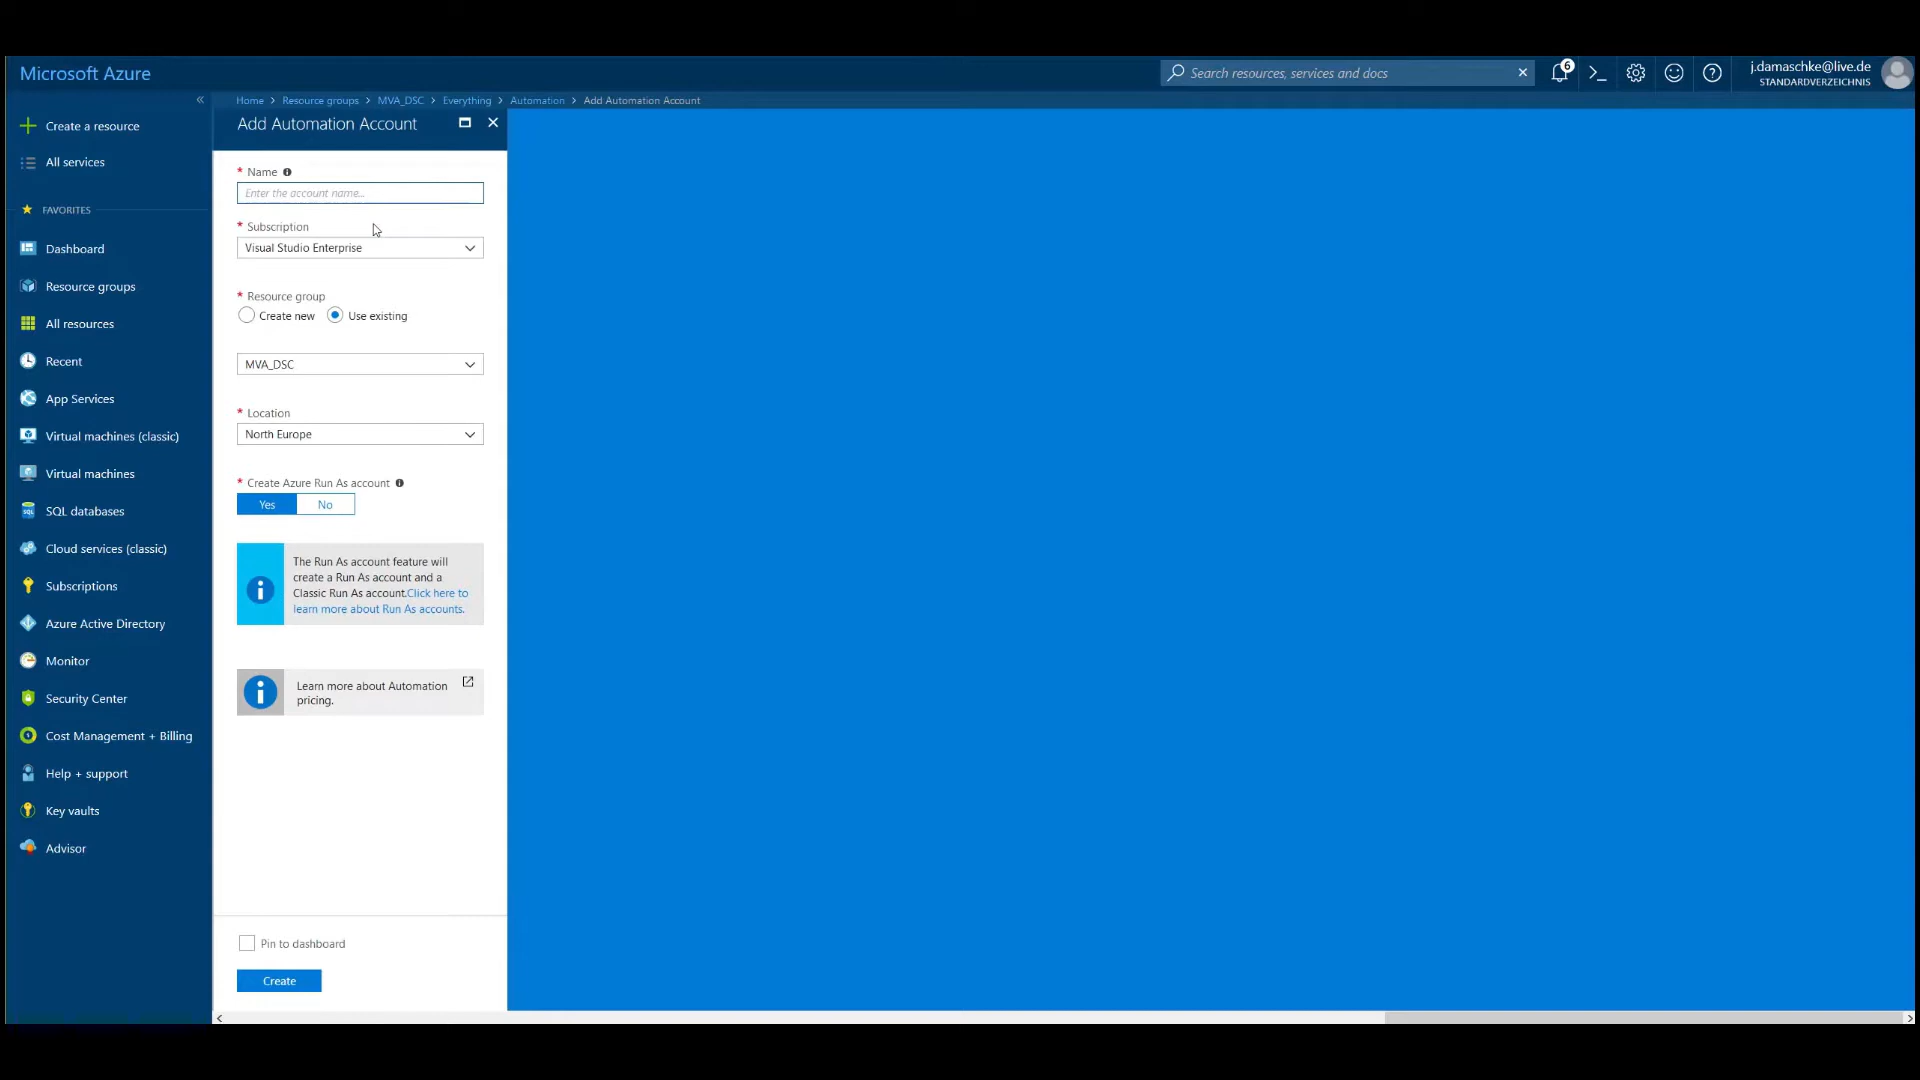 Microsoft Azure
Search resources, services and docs
6
j.damaschke@live.de
STANDARDVERZEICHNIS
Home > Resource groups > MVA_DSC > Everything > Automation > Add Automation Account
Create a resource
All services
FAVORITES
Dashboard
Resource groups
All resources
Recent
App Services
Virtual machines (classic)
Virtual machines
SQL databases
Cloud services (classic)
Subscriptions
Azure Active Directory
Monitor
Security Center
Cost Management + Billing
Help + support
Key vaults
Advisor
Add Automation Account
* Name
Enter the account name...
* Subscription
Visual Studio Enterprise
* Resource group
Create new Use existing
MVA_DSC
* Location
North Europe
* Create Azure Run As account
Yes No
The Run As account feature will
create a Run As account and a
Classic Run As account.Click here to
learn more about Run As accounts.
Learn more about Automation
pricing.
Pin to dashboard
Create